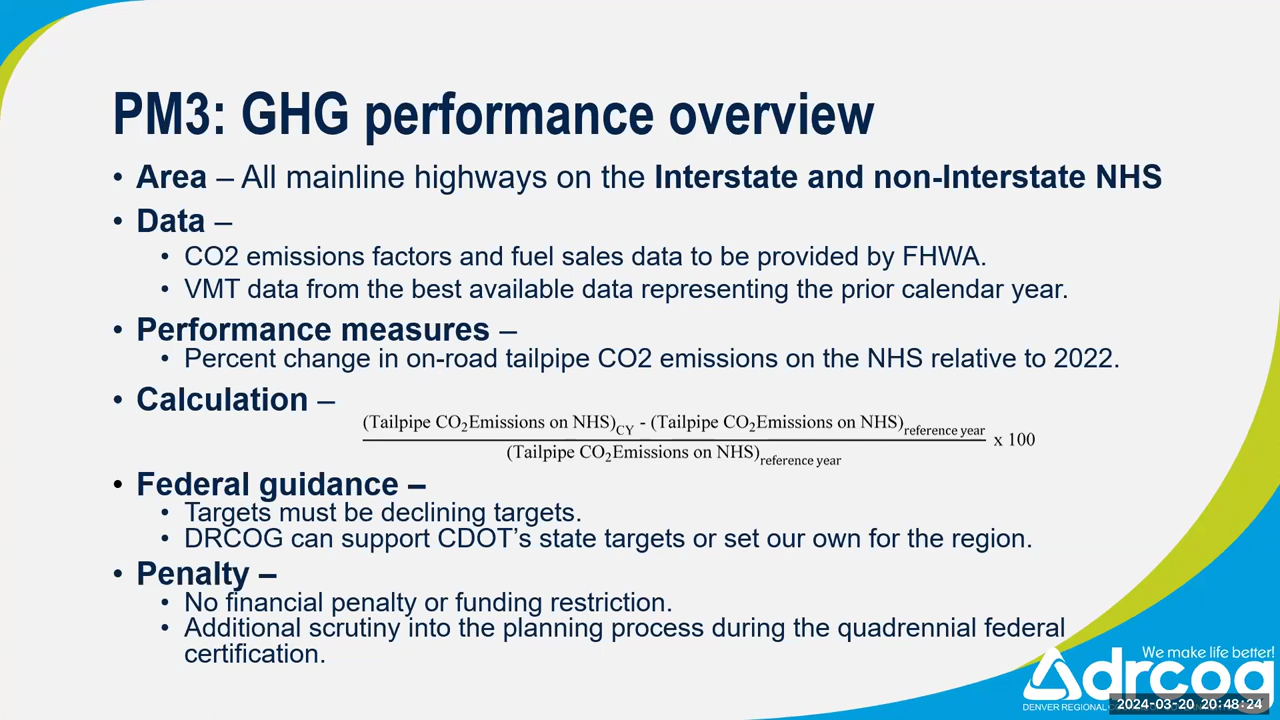 PM3: GHG performance overview
• Area – All mainline highways on the Interstate and non-Interstate NHS
• Data –
• CO2 emissions factors and fuel sales data to be provided by FHWA.
• VMT data from the best available data representing the prior calendar year.
• Performance measures –
• Percent change in on-road tailpipe CO2 emissions on the NHS relative to 2022.
• Calculation –
(Tailpipe CO₂Emissions on NHS)CY - (Tailpipe CO₂Emissions on NHS)reference year
x 100
(Tailpipe CO₂Emissions on NHS)reference year
• Federal guidance –
• Targets must be declining targets.
• DRCOG can support CDOT’s state targets or set our own for the region.
• Penalty –
• No financial penalty or funding restriction.
• Additional scrutiny into the planning process during the quadrennial federal
certification.
We make life better!
drcog
DENVER REGIONAL
2024-03-20 20:48:24